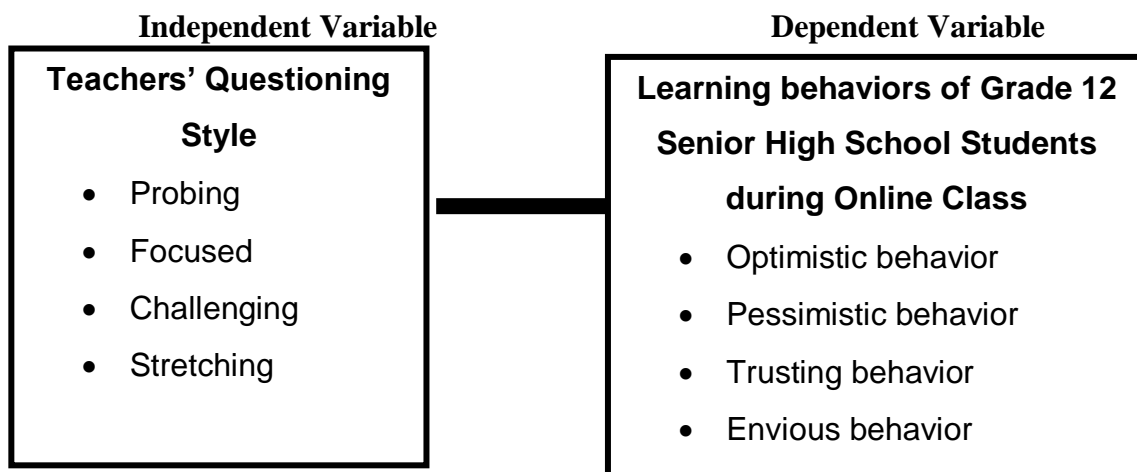 Independent Variable
Teachers’ Questioning
Style
• Probing
• Focused
• Challenging
• Stretching
Dependent Variable
Learning behaviors of Grade 12
Senior High School Students
during Online Class
• Optimistic behavior
• Pessimistic behavior
• Trusting behavior
• Envious behavior